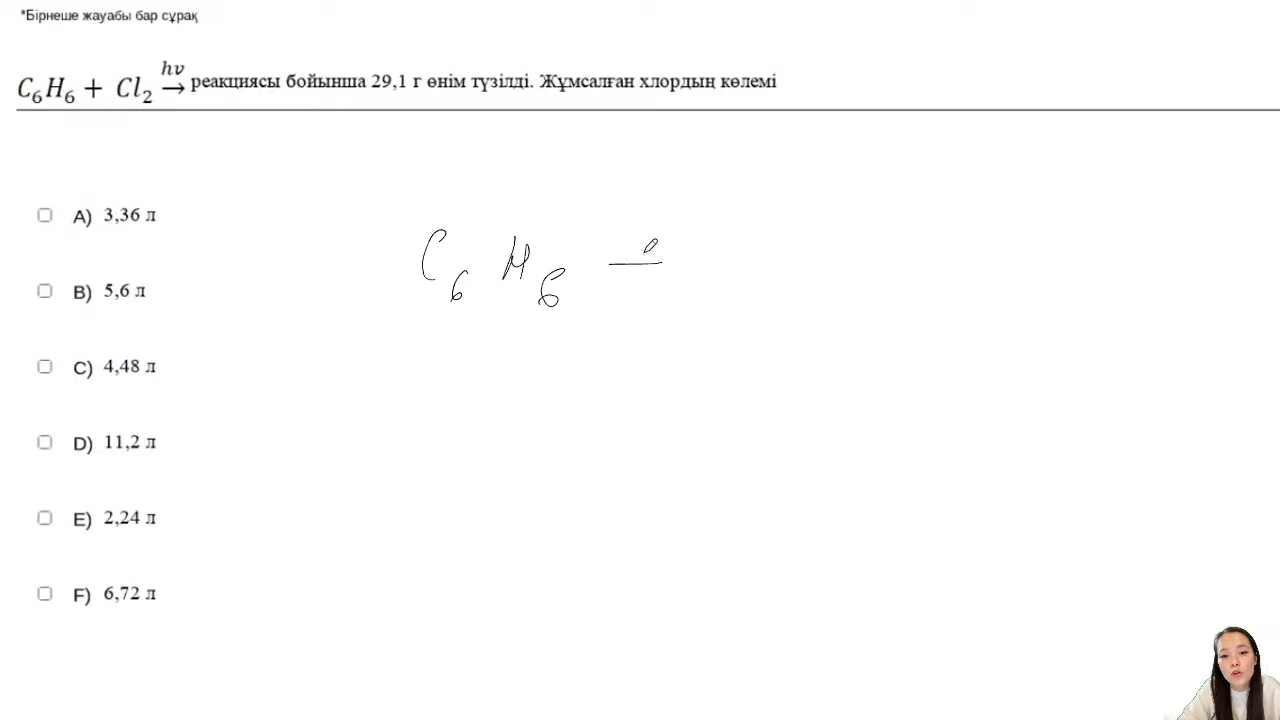 *Бірнеше жауабы бар сұрақ
C₆H₆ + Cl₂ →^hυ реакциясы бойынша 29,1 г өнім түзілді. Жұмсалған хлордың көлемі
A) 3,36 л
B) 5,6 л
C) 4,48 л
D) 11,2 л
E) 2,24 л
F) 6,72 л
C₆ H₆